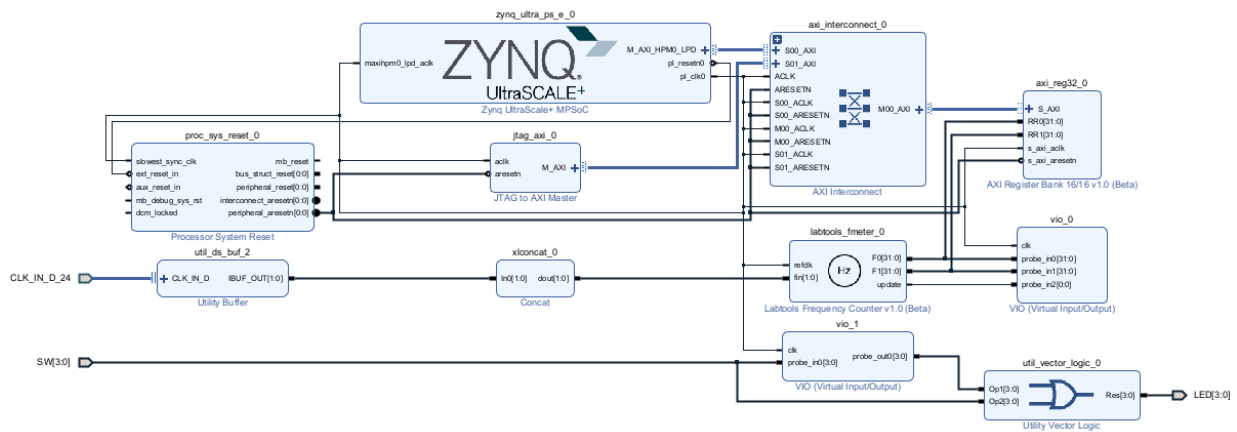 zynq_ultra_ps_e_0
maxihpm0_lpd_aclk
ZYNQ
UltraSCALE+
M_AXI_HPM0_LPD
pl_resetn0
pl_clk0
Zynq UltraScale+ MPSoC
axi_interconnect_0
S00_AXI
S01_AXI
ACLK
ARESETN
S00_ACLK
S00_ARESETN
M00_ACLK
M00_ARESETN
S01_ACLK
S01_ARESETN
M00_AXI
AXI Interconnect
axi_reg32_0
S_AXI
RR0[31:0]
RR1[31:0]
s_axi_aclk
s_axi_aresetn
AXI Register Bank 16/16 v1.0 (Beta)
proc_sys_reset_0
slowest_sync_clk
ext_reset_in
aux_reset_in
mb_debug_sys_rst
dcm_locked
mb_reset
bus_struct_reset[0:0]
peripheral_reset[0:0]
interconnect_aresetn[0:0]
peripheral_aresetn[0:0]
Processor System Reset
jtag_axi_0
aclk
aresetn
M_AXI
JTAG to AXI Master
CLK_IN_D_24
util_ds_buf_2
CLK_IN_D
IBUF_OUT[1:0]
Utility Buffer
xlconcat_0
In0[1:0]
dout[1:0]
Concat
labtools_fmeter_0
refclk
fin[1:0]
Hz
F0[31:0]
F1[31:0]
update
Labtools Frequency Counter v1.0 (Beta)
vio_0
clk
probe_in0[31:0]
probe_in1[31:0]
probe_in2[0:0]
VIO (Virtual Input/Output)
SW[3:0]
vio_1
clk
probe_in0[3:0]
probe_out0[3:0]
VIO (Virtual Input/Output)
util_vector_logic_0
Op1[3:0]
Op2[3:0]
Res[3:0]
Utility Vector Logic
LED[3:0]